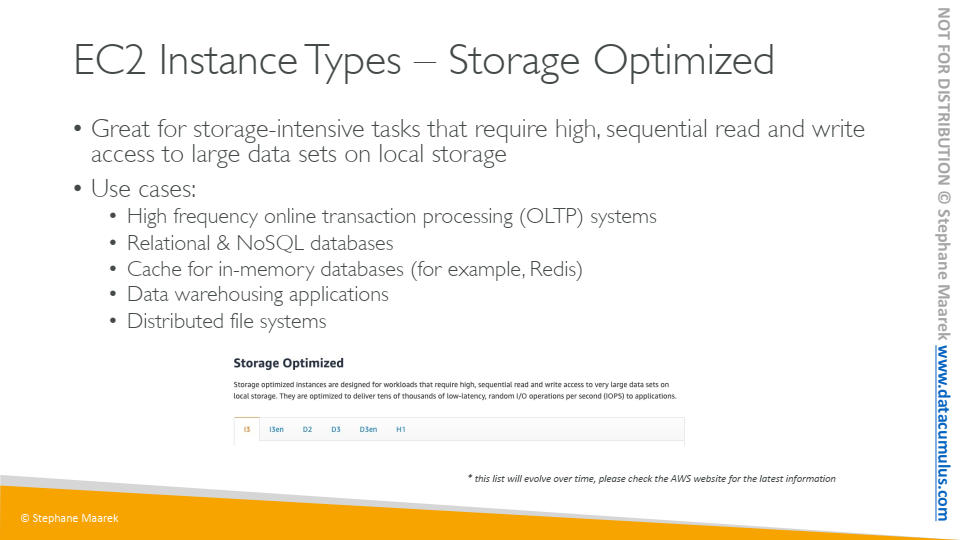 EC2 Instance Types – Storage Optimized
• Great for storage-intensive tasks that require high, sequential read and write
access to large data sets on local storage
• Use cases:
• High frequency online transaction processing (OLTP) systems
• Relational & NoSQL databases
• Cache for in-memory databases (for example, Redis)
• Data warehousing applications
• Distributed file systems
Storage Optimized
Storage optimized instances are designed for workloads that require high, sequential read and write access to very large data sets on
local storage. They are optimized to deliver tens of thousands of low-latency, random I/O operations per second (IOPS) to applications.
I3 I3en D2 D3 D3en H1
* this list will evolve over time, please check the AWS website for the latest information
© Stephane Maarek
NOT FOR DISTRIBUTION © Stephane Maarek www.datacumulus.com